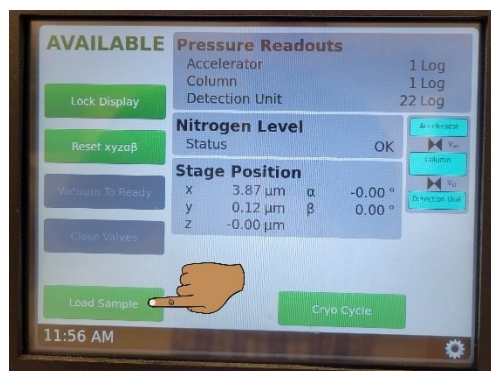 AVAILABLE
Lock Display
Reset xyzαβ
Vacuum To Ready
Close Valves
Load Sample
11:56 AM
Pressure Readouts
Accelerator 1 Log
Column 1 Log
Detection Unit 22 Log
Nitrogen Level
Status OK
Stage Position
x 3.87 µm α -0.00 °
y 0.12 µm β 0.00 °
z -0.00 µm
Accelerator
Column
Detection Unit
Cryo Cycle